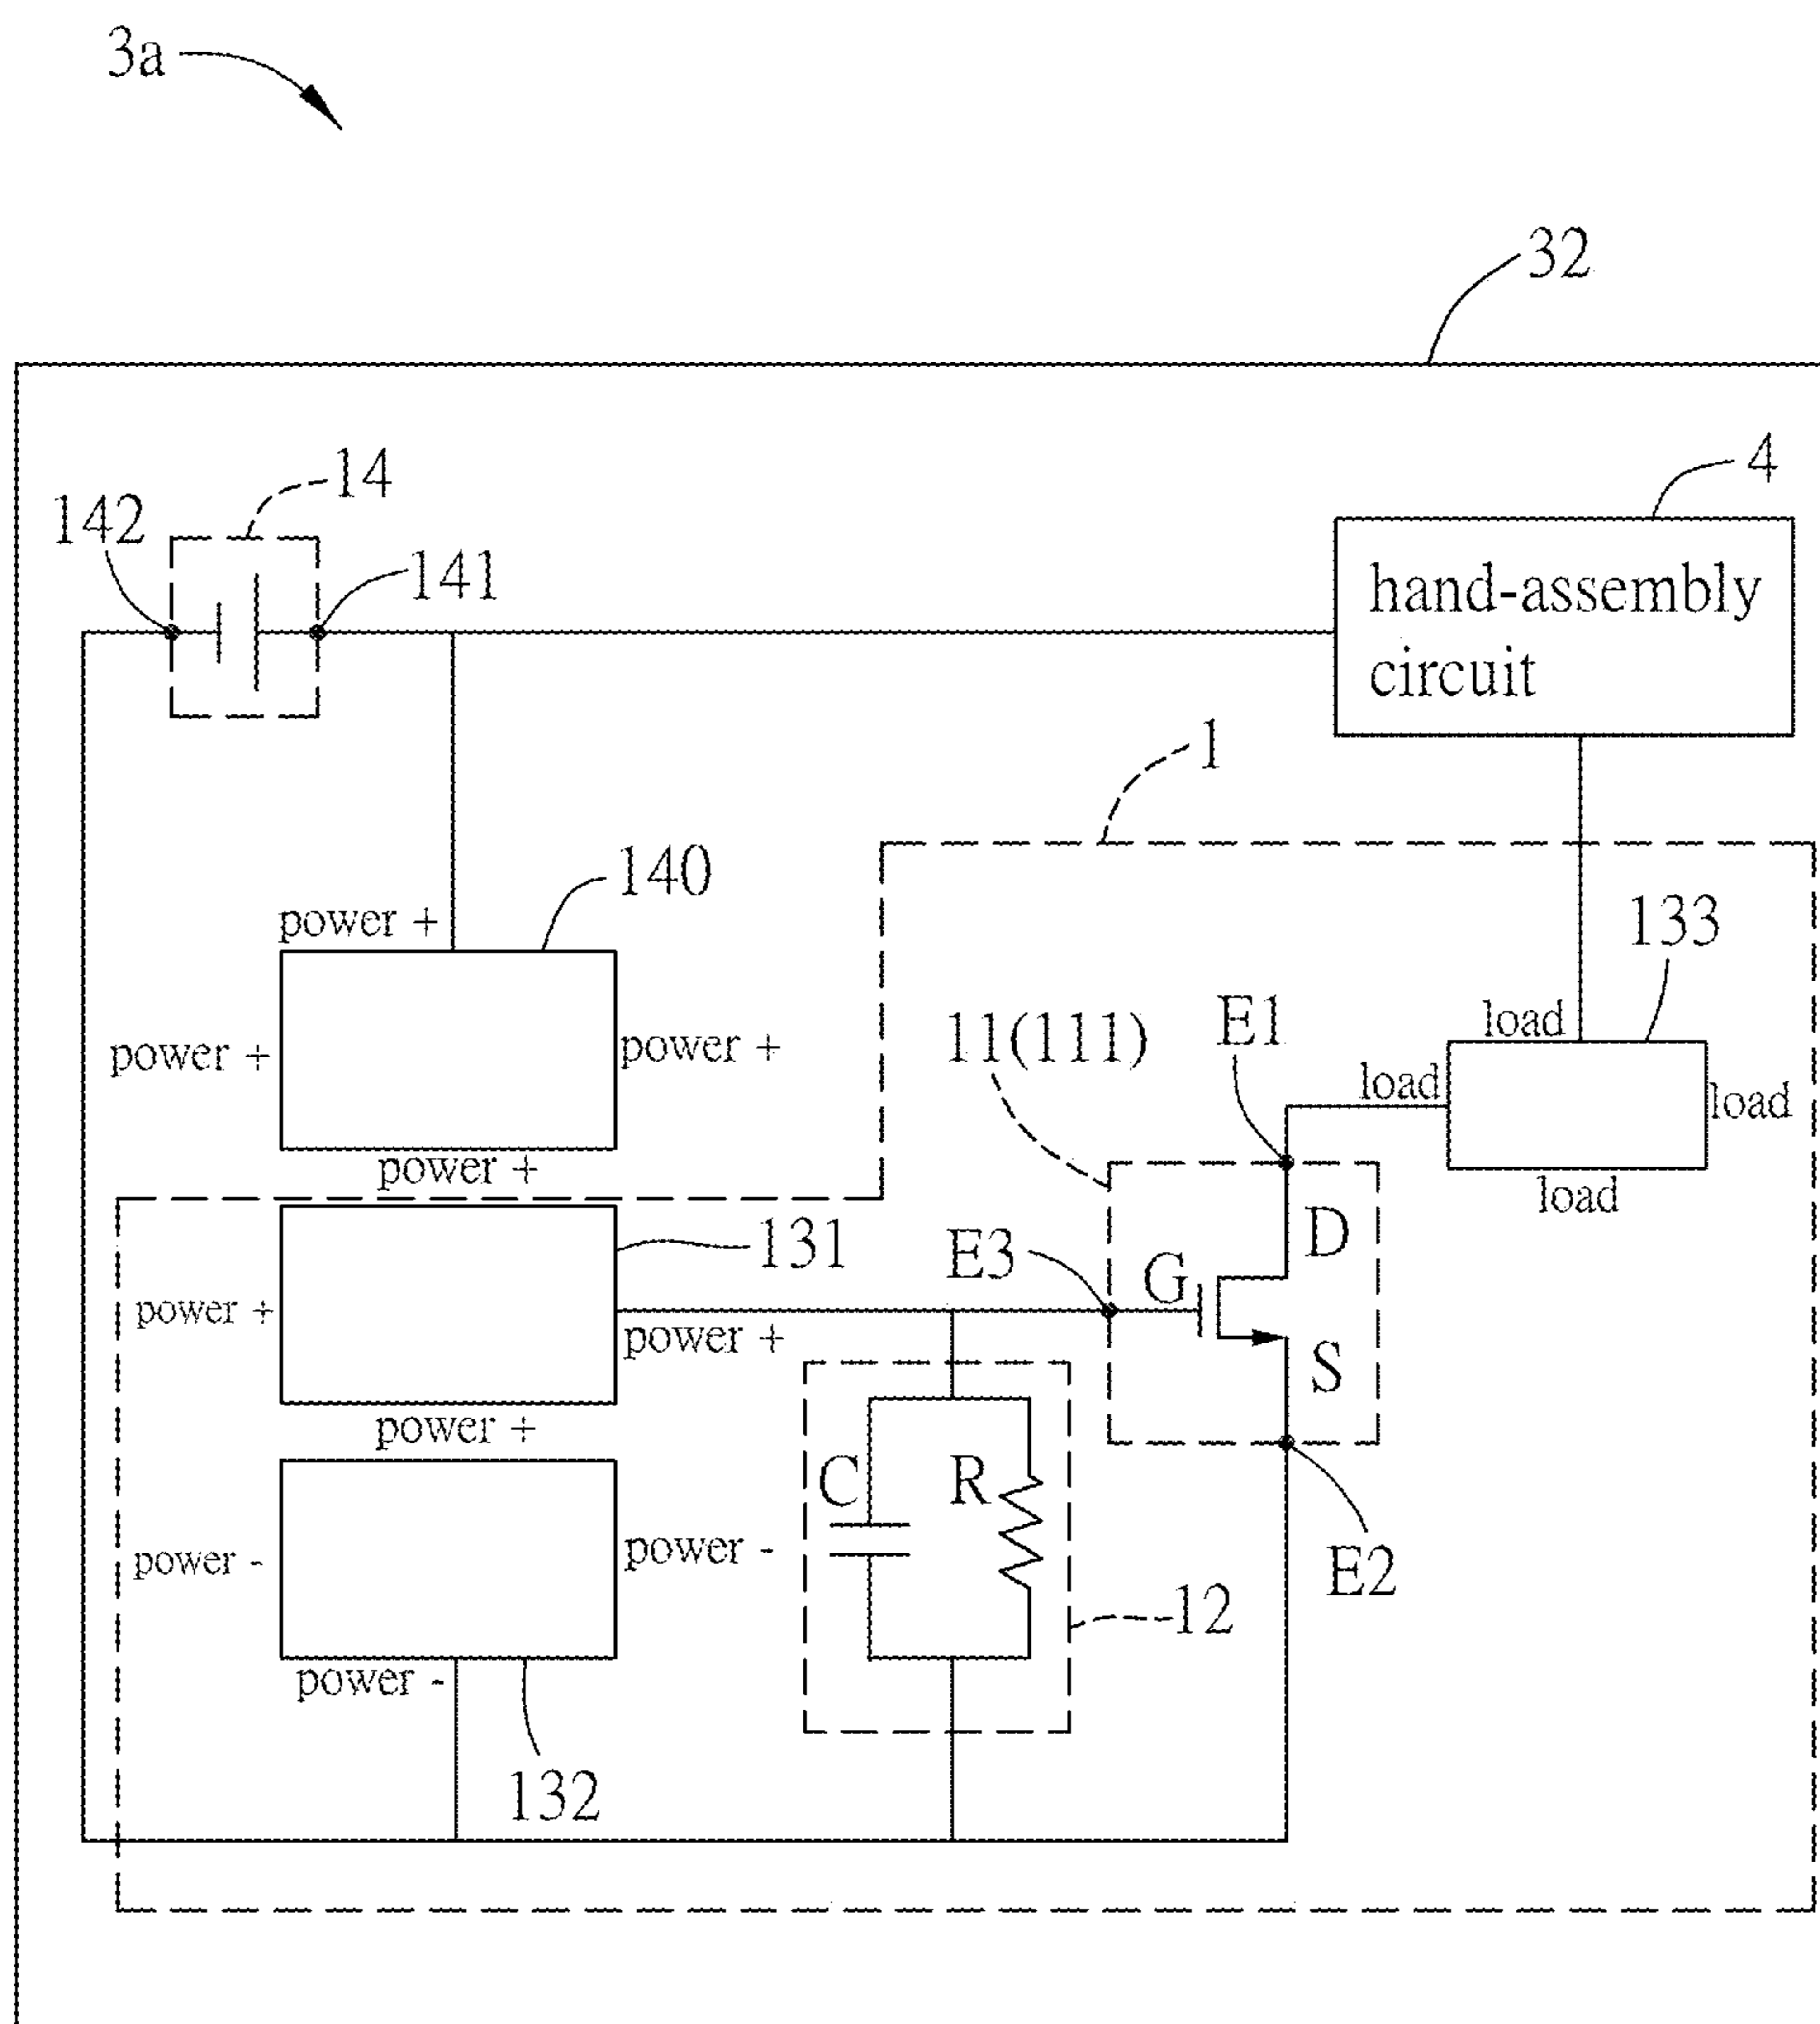 3a
32
14
142
141
4
hand-assembly
circuit
1
140
power +
power +
power +
power +
133
load
load
load
load
11(111)
E1
131
power +
power +
power +
E3
G
D
S
E2
C
R
12
power -
power -
power -
132